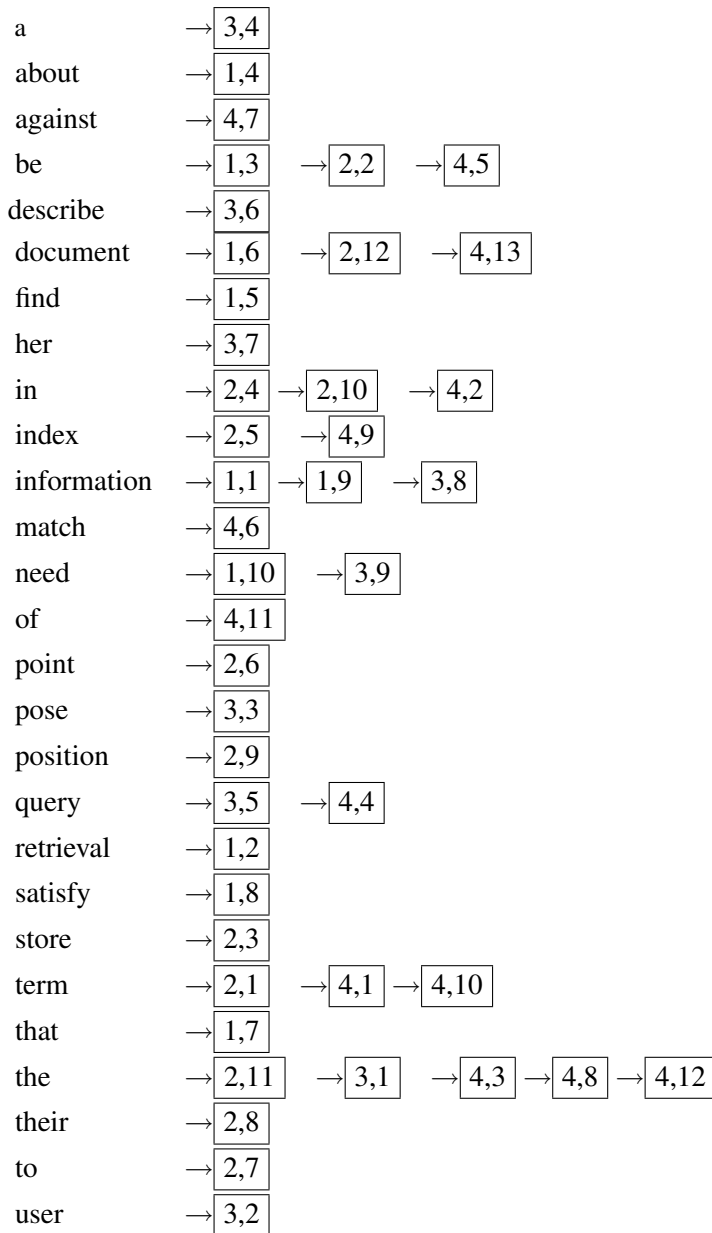 a → 3,4
about → 1,4
against → 4,7
be → 1,3 → 2,2 → 4,5
describe → 3,6
document → 1,6 → 2,12 → 4,13
find → 1,5
her → 3,7
in → 2,4 → 2,10 → 4,2
index → 2,5 → 4,9
information → 1,1 → 1,9 → 3,8
match → 4,6
need → 1,10 → 3,9
of → 4,11
point → 2,6
pose → 3,3
position → 2,9
query → 3,5 → 4,4
retrieval → 1,2
satisfy → 1,8
store → 2,3
term → 2,1 → 4,1 → 4,10
that → 1,7
the → 2,11 → 3,1 → 4,3 → 4,8 → 4,12
their → 2,8
to → 2,7
user → 3,2